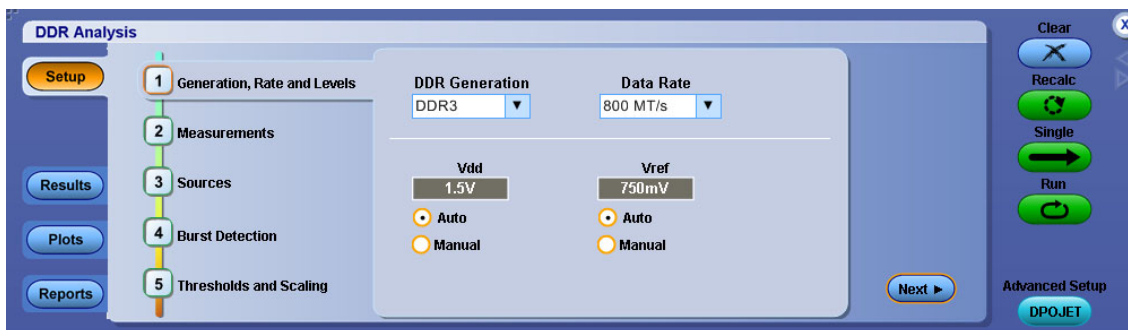 DDR Analysis
Setup
Results
Plots
Reports
1 Generation, Rate and Levels
2 Measurements
3 Sources
4 Burst Detection
5 Thresholds and Scaling
DDR Generation
DDR3
Data Rate
800 MT/s
Vdd
1.5V
Auto
Manual
Vref
750mV
Auto
Manual
Next
Clear
X
Recalc
Single
Run
Advanced Setup
DPOJET